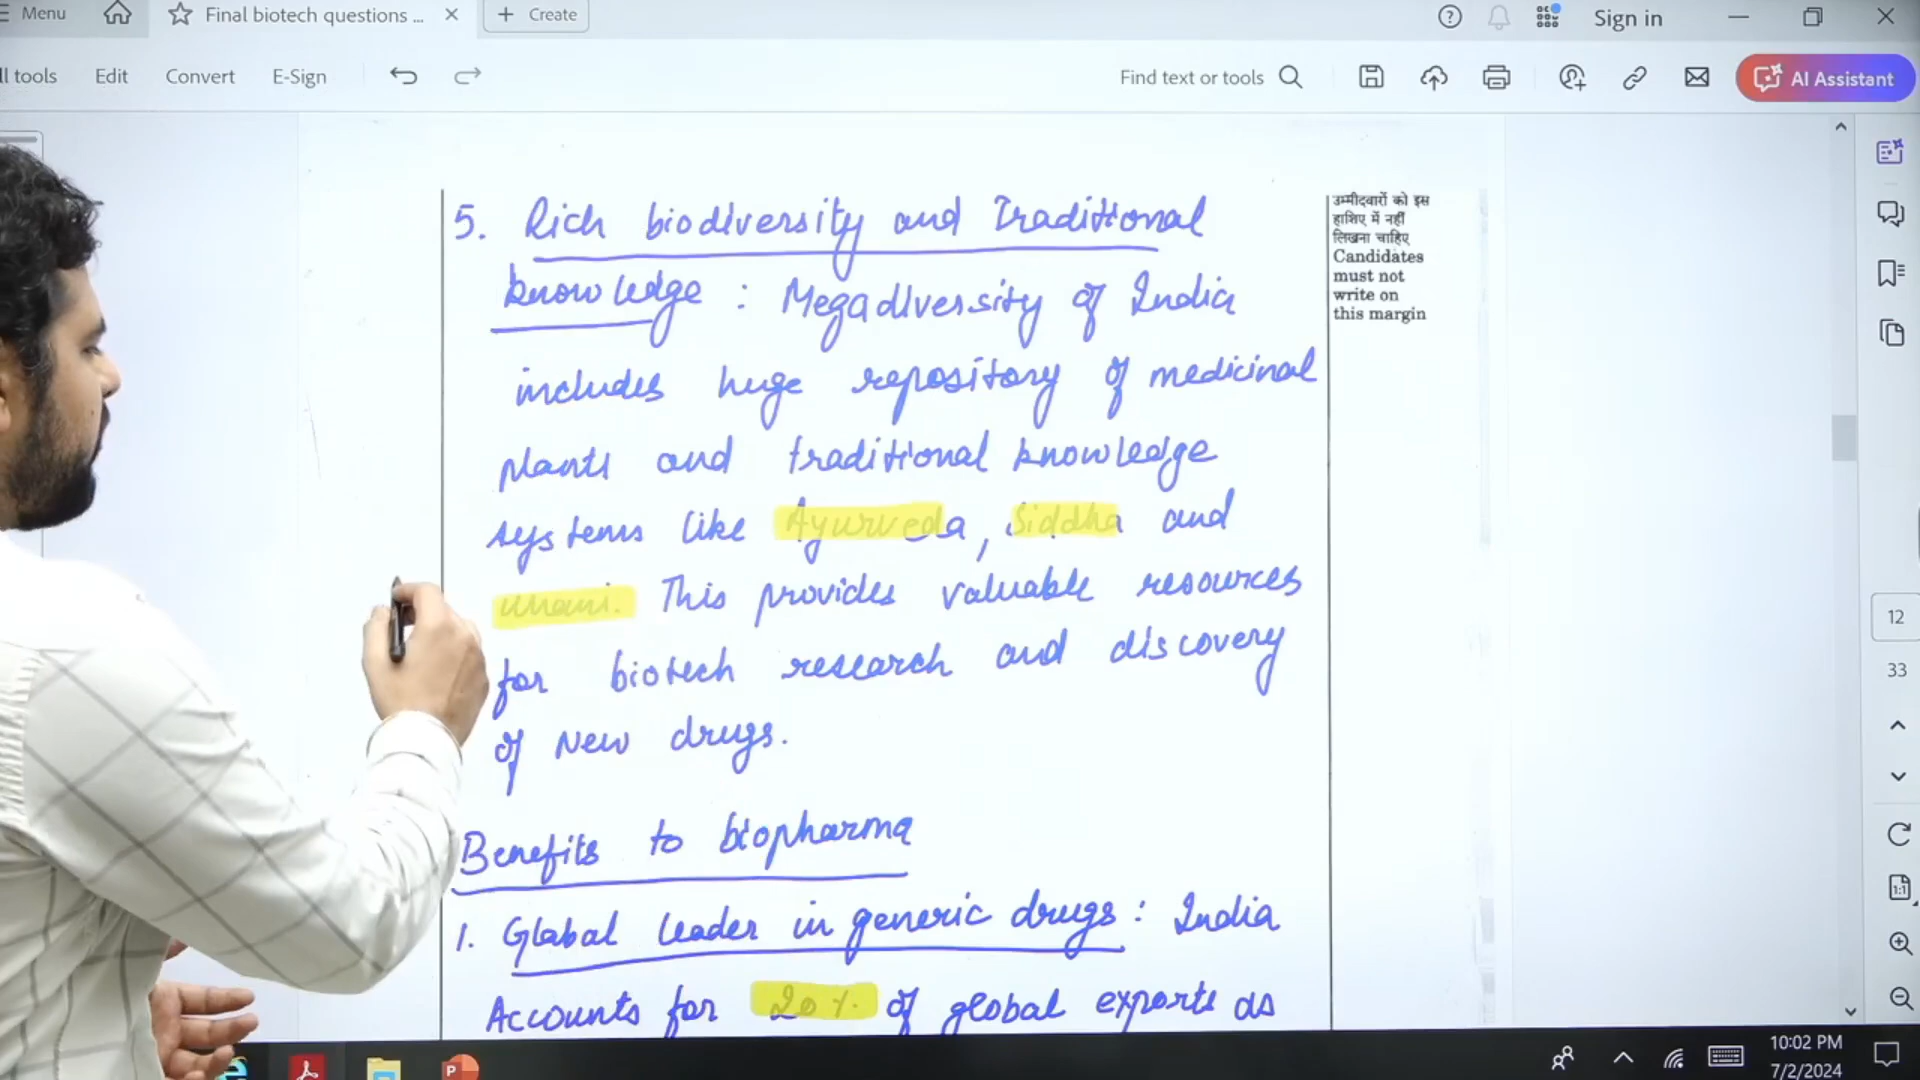 Menu
Final biotech questions ...
Create
Sign in
ll tools
Edit
Convert
E-Sign
Find text or tools
AI Assistant
5. Rich biodiversity and Traditional
knowledge : Megadiversity of India
includes huge repository of medicinal
plants and traditional knowledge
systems like Ayurveda, Siddha and
Unani. This provides valuable resources
for biotech research and discovery
of New drugs.
Benefits to biopharma
1. Global leader in generic drugs : India
Accounts for 20% of global exports as
उम्मीदवारों को इस
हाशिए में नहीं
लिखना चाहिए
Candidates
must not
write on
this margin
12
33
1:1
10:02 PM
7/2/2024